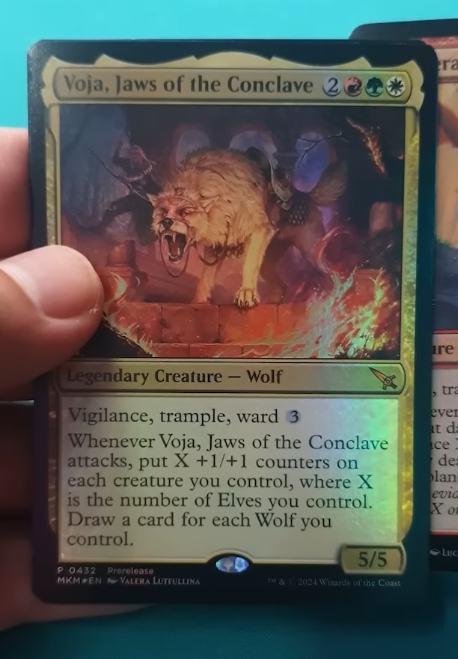 Voja, Jaws of the Conclave 2
Legendary Creature — Wolf
Vigilance, trample, ward 3
Whenever Voja, Jaws of the Conclave
attacks, put X +1/+1 counters on
each creature you control, where X
is the number of Elves you control.
Draw a card for each Wolf you
control.
5/5
P 0432 Prerelease
MKM★EN VALERA LUTFULLINA
™ & © 2024 Wizards of the Coast